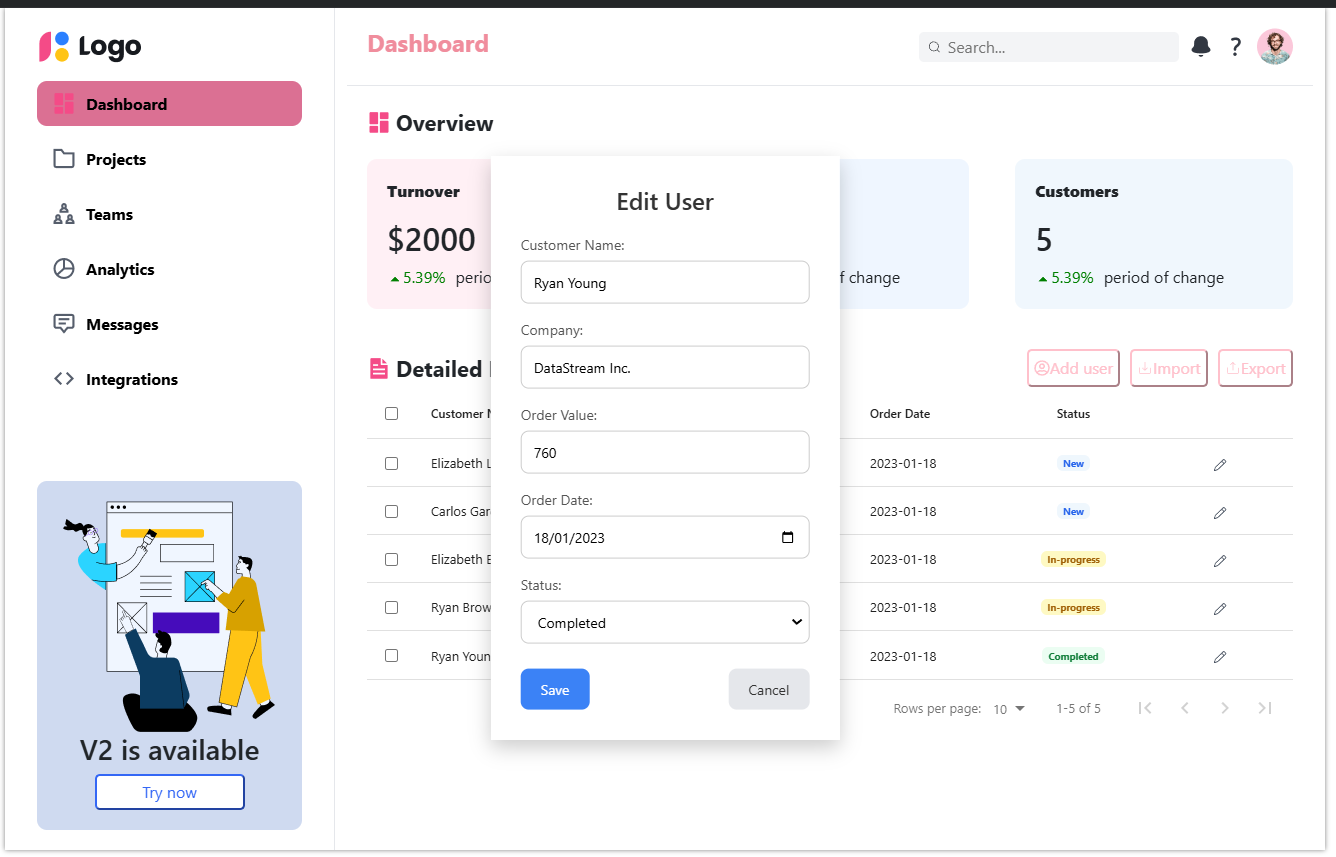 Logo
Dashboard
Projects
Teams
Analytics
Messages
Integrations
V2 is available
Try now
Dashboard
Search...
?
Overview
Turnover
$2000
5.39% perio
f change
Customers
5
5.39% period of change
Detailed
Add user Import Export
Customer Order Date Status
Elizabeth 2023-01-18 New
Carlos 2023-01-18 New
Elizabeth 2023-01-18 In-progress
Ryan Brow 2023-01-18 In-progress
Ryan Youn 2023-01-18 Completed
Rows per page: 10 1-5 of 5
Edit User
Customer Name:
Ryan Young
Company:
DataStream Inc.
Order Value:
760
Order Date:
18/01/2023
Status:
Completed
Save Cancel